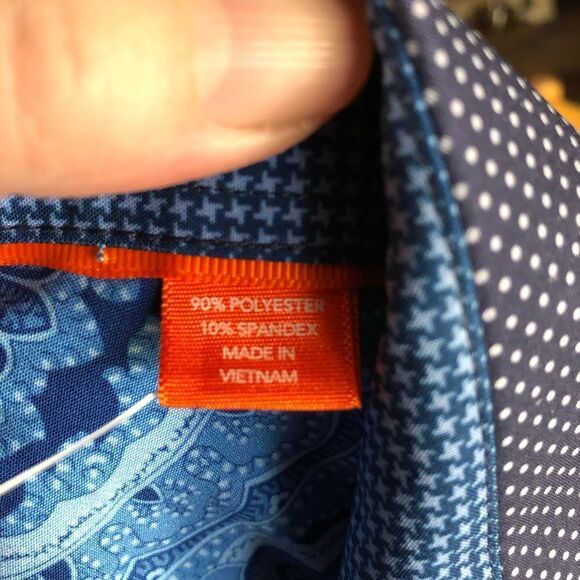 90% POLYESTER
10% SPANDEX
MADE IN
VIETNAM